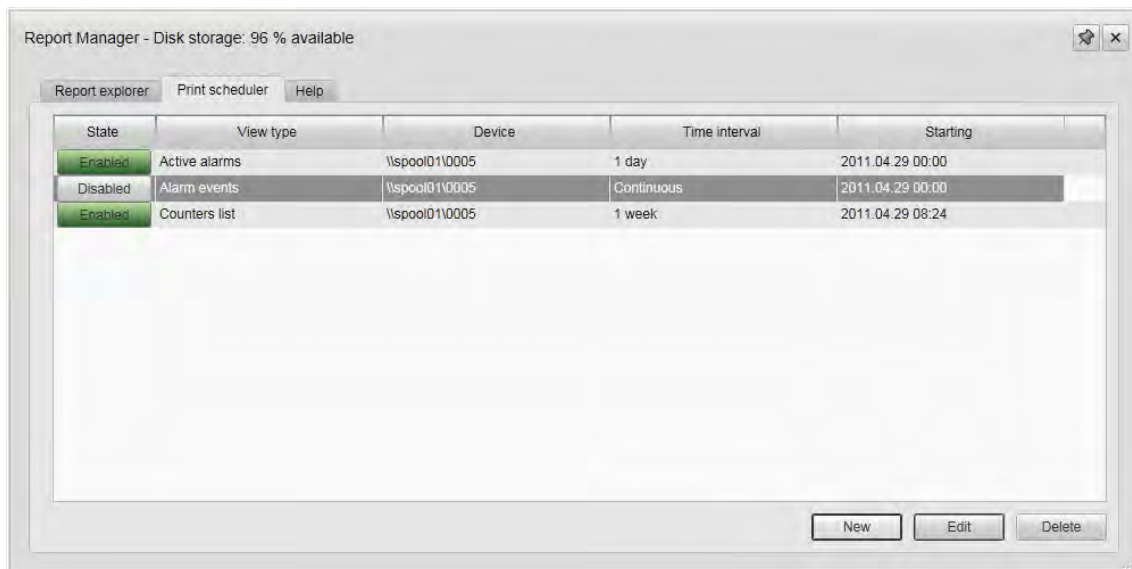 Report Manager - Disk storage: 96 % available
Report explorer Print scheduler Help
State View type Device Time interval Starting
Enabled Active alarms \\spool01\0005 1 day 2011.04.29 00:00
Disabled Alarm events \\spool01\0005 Continuous 2011.04.29 00:00
Enabled Counters list \\spool01\0005 1 week 2011.04.29 08:24
New Edit Delete